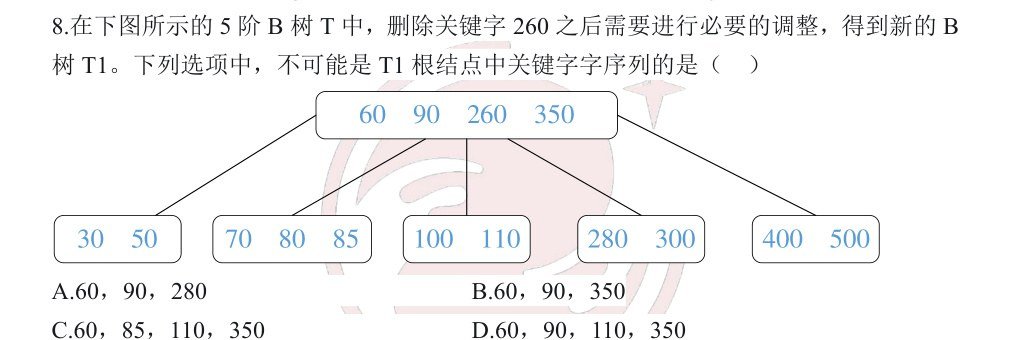 8.在下图所示的 5 阶 B 树 T 中，删除关键字 260 之后需要进行必要的调整，得到新的 B
树 T1。下列选项中，不可能是 T1 根结点中关键字字序列的是（ ）
60 90 260 350
30 50 70 80 85 100 110 280 300 400 500
A.60，90，280 B.60，90，350
C.60，85，110，350 D.60，90，110，350